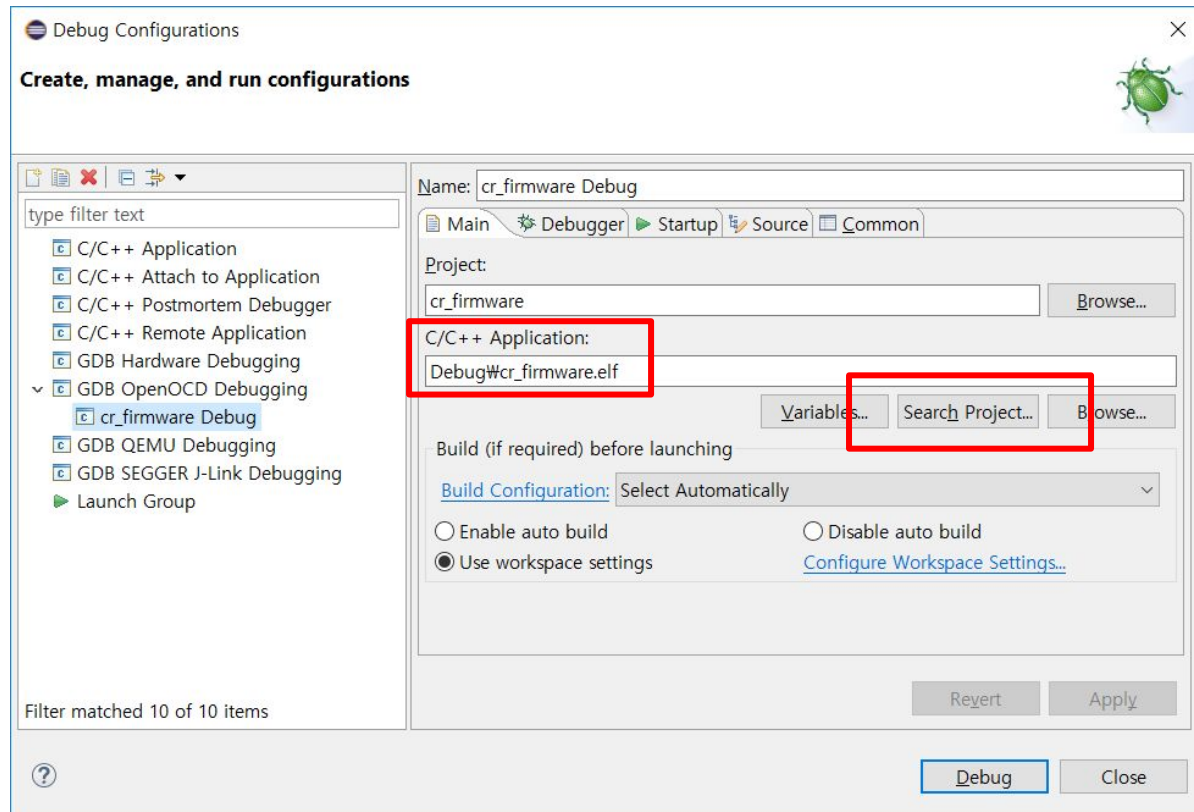 Debug Configurations
Create, manage, and run configurations
type filter text
C/C++ Application
C/C++ Attach to Application
C/C++ Postmortem Debugger
C/C++ Remote Application
GDB Hardware Debugging
GDB OpenOCD Debugging
cr_firmware Debug
GDB QEMU Debugging
GDB SEGGER J-Link Debugging
Launch Group
Filter matched 10 of 10 items
Name: cr_firmware Debug
Main Debugger Startup Source Common
Project:
cr_firmware Browse...
C/C++ Application:
Debug₩cr_firmware.elf
Variables... Search Project... Browse...
Build (if required) before launching
Build Configuration: Select Automatically
Enable auto build Disable auto build
Use workspace settings Configure Workspace Settings...
Revert Apply
? Debug Close